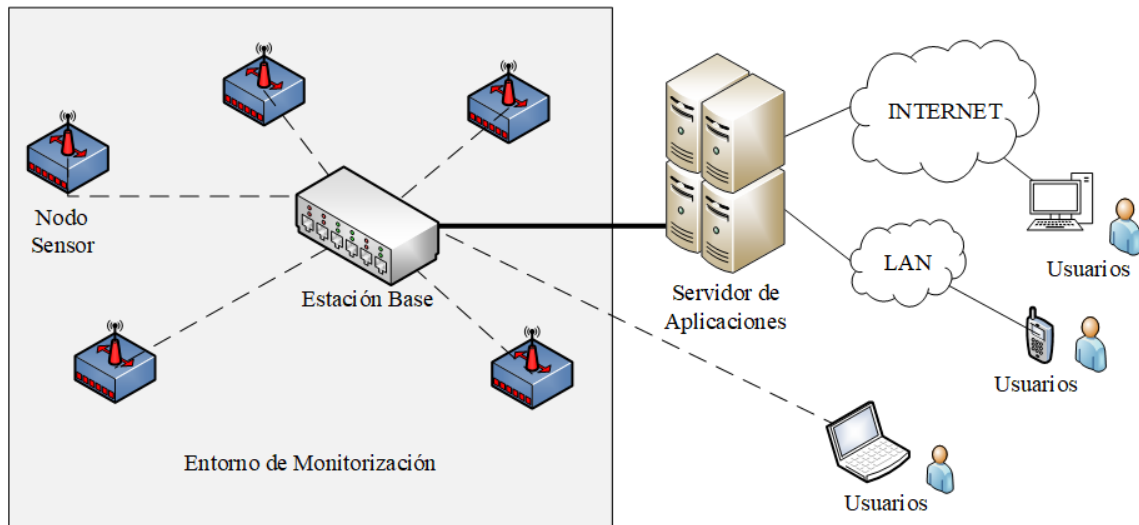 INTERNET
Nodo
Sensor
Estación Base
Servidor de
Aplicaciones
LAN
Usuarios
Usuarios
Entorno de Monitorización
Usuarios